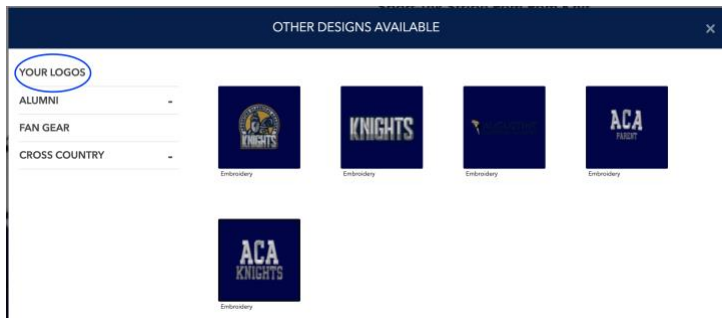 OTHER DESIGNS AVAILABLE
×
YOUR LOGOS
ALUMNI -
FAN GEAR
CROSS COUNTRY -
KNIGHTS
Embroidery
KNIGHTS
Embroidery
Embroidery
ACA
PARENT
Embroidery
ACA
KNIGHTS
Embroidery